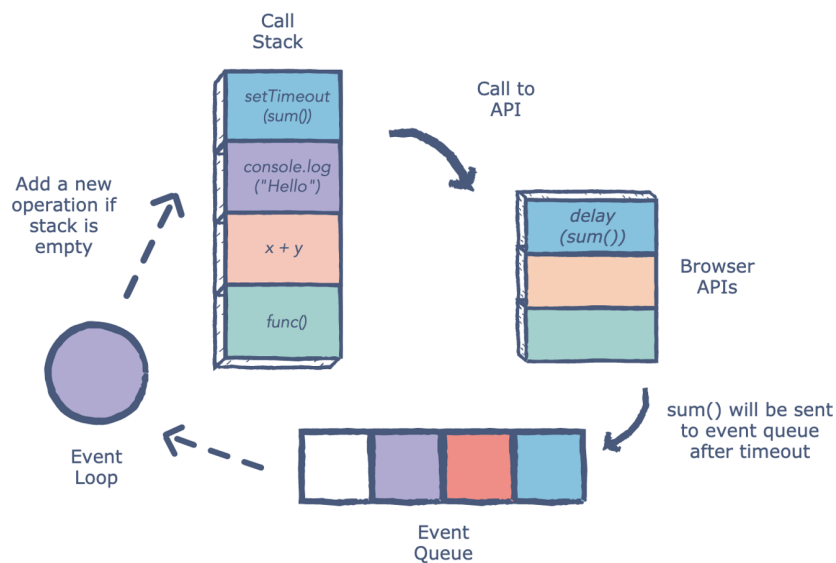 Call
Stack
setTimeout
(sum())
console.log
("Hello")
x + y
func()
Call to
API
delay
(sum())
Browser
APIs
sum() will be sent
to event queue
after timeout
Event
Queue
Event
Loop
Add a new
operation if
stack is
empty